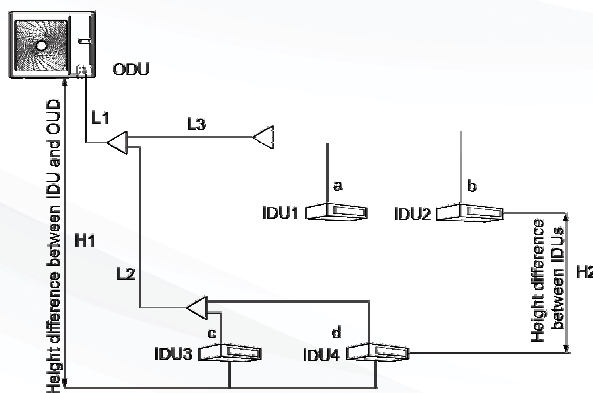 ODU
L1
L3
a
b
IDU1
IDU2
Height difference between IDU and OUD
H1
Height difference
between IDUs
H2
L2
c
d
IDU3
IDU4